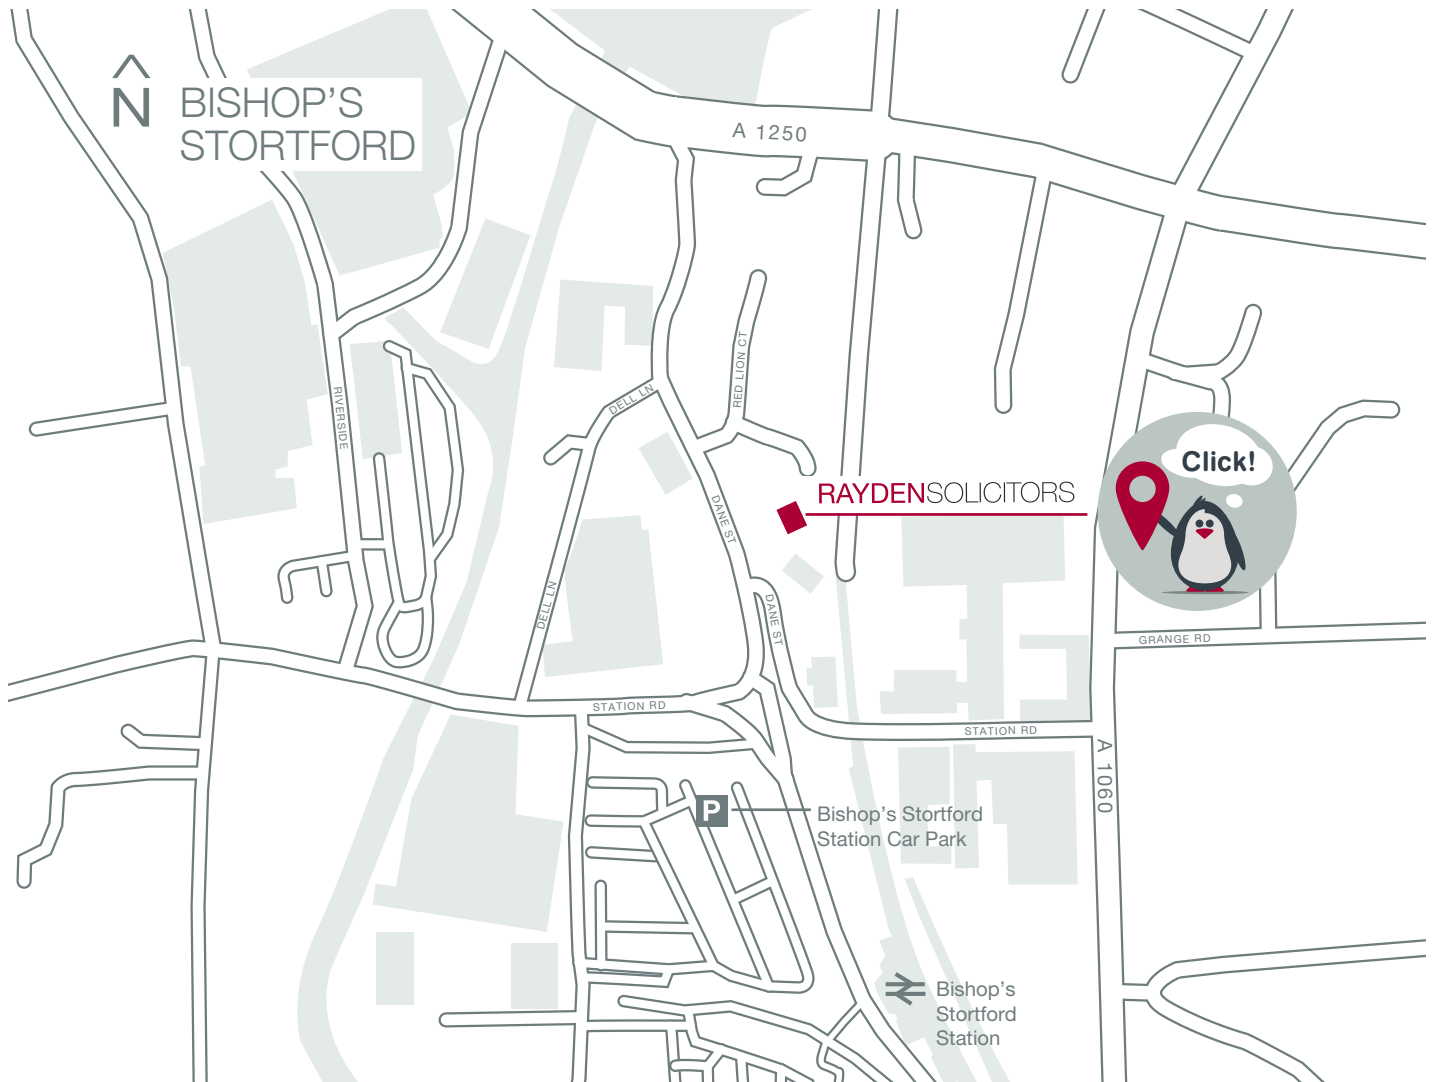 N
BISHOP'S
STORTFORD
A 1250
RED LION CT
RIVERSIDE
DELL LN
Click!
RAYDENSOLICITORS
DANE ST
DELL LN
DANE ST
GRANGE RD
STATION RD
STATION RD
A 1060
P
Bishop's Stortford
Station Car Park
Bishop's
Stortford
Station